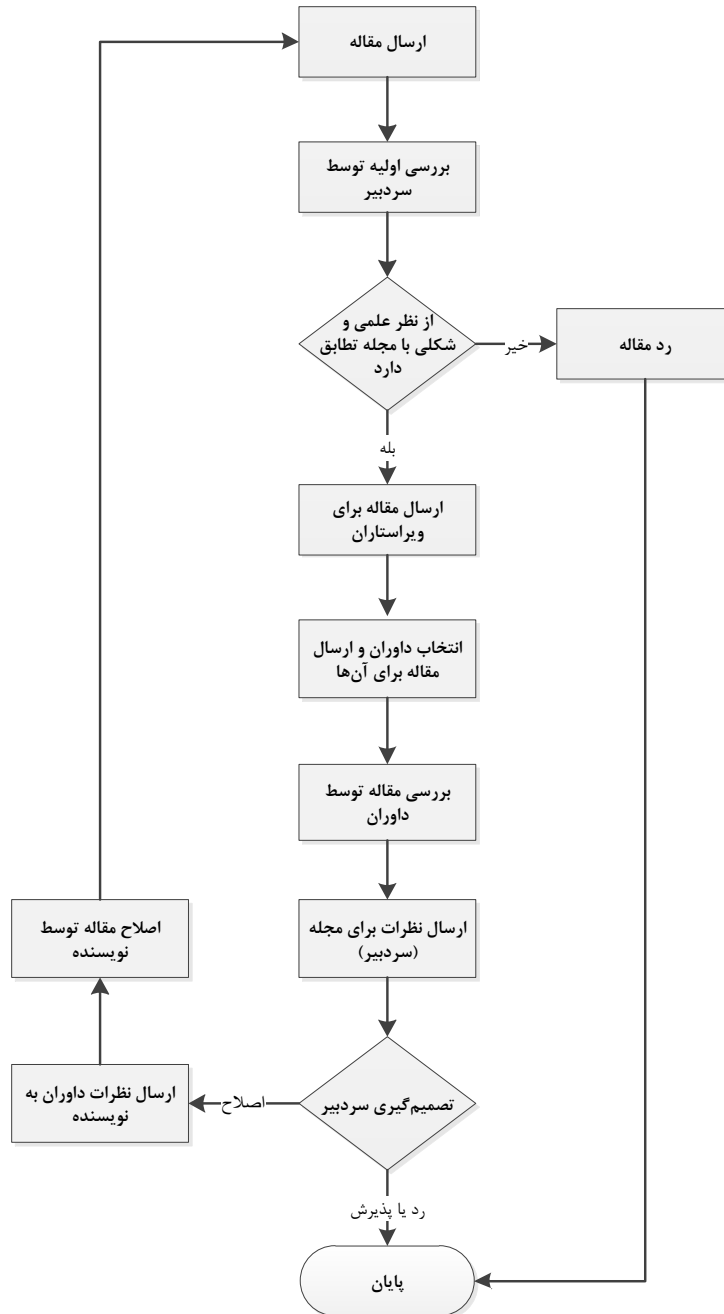 ارسال مقاله
بررسی اولیه توسط
سردبیر
از نظر علمی و
شکلی با مجله تطابق
دارد
خیر
رد مقاله
بله
ارسال مقاله برای
ویراستاران
انتخاب داوران و ارسال
مقاله برای آن‌ها
بررسی مقاله توسط
داوران
ارسال نظرات برای مجله
(سردبیر)
اصلاح مقاله توسط
نویسنده
تصمیم‌گیری سردبیر
اصلاح
ارسال نظرات داوران به
نویسنده
رد یا پذیرش
پایان